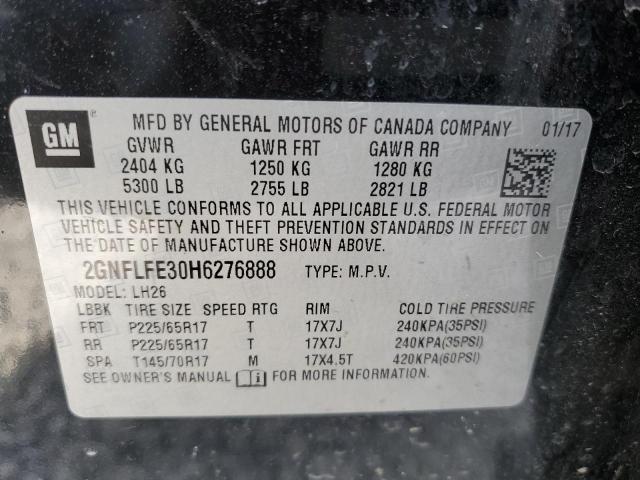 GM
MFD BY GENERAL MOTORS OF CANADA COMPANY 01/17
GVWR GAWR FRT GAWR RR
2404 KG 1250 KG 1280 KG
5300 LB 2755 LB 2821 LB
THIS VEHICLE CONFORMS TO ALL APPLICABLE U.S. FEDERAL MOTOR
VEHICLE SAFETY AND THEFT PREVENTION STANDARDS IN EFFECT ON
THE DATE OF MANUFACTURE SHOWN ABOVE.
2GNFLFE30H6276888 TYPE: M.P.V.
MODEL: LH26
LBBK TIRE SIZE SPEED RTG RIM COLD TIRE PRESSURE
FRT P225/65R17 T 17X7J 240KPA(35PSI)
RR P225/65R17 T 17X7J 240KPA(35PSI)
SPA T145/70R17 M 17X4.5T 420KPA(60PSI)
SEE OWNER'S MANUAL i FOR MORE INFORMATION.